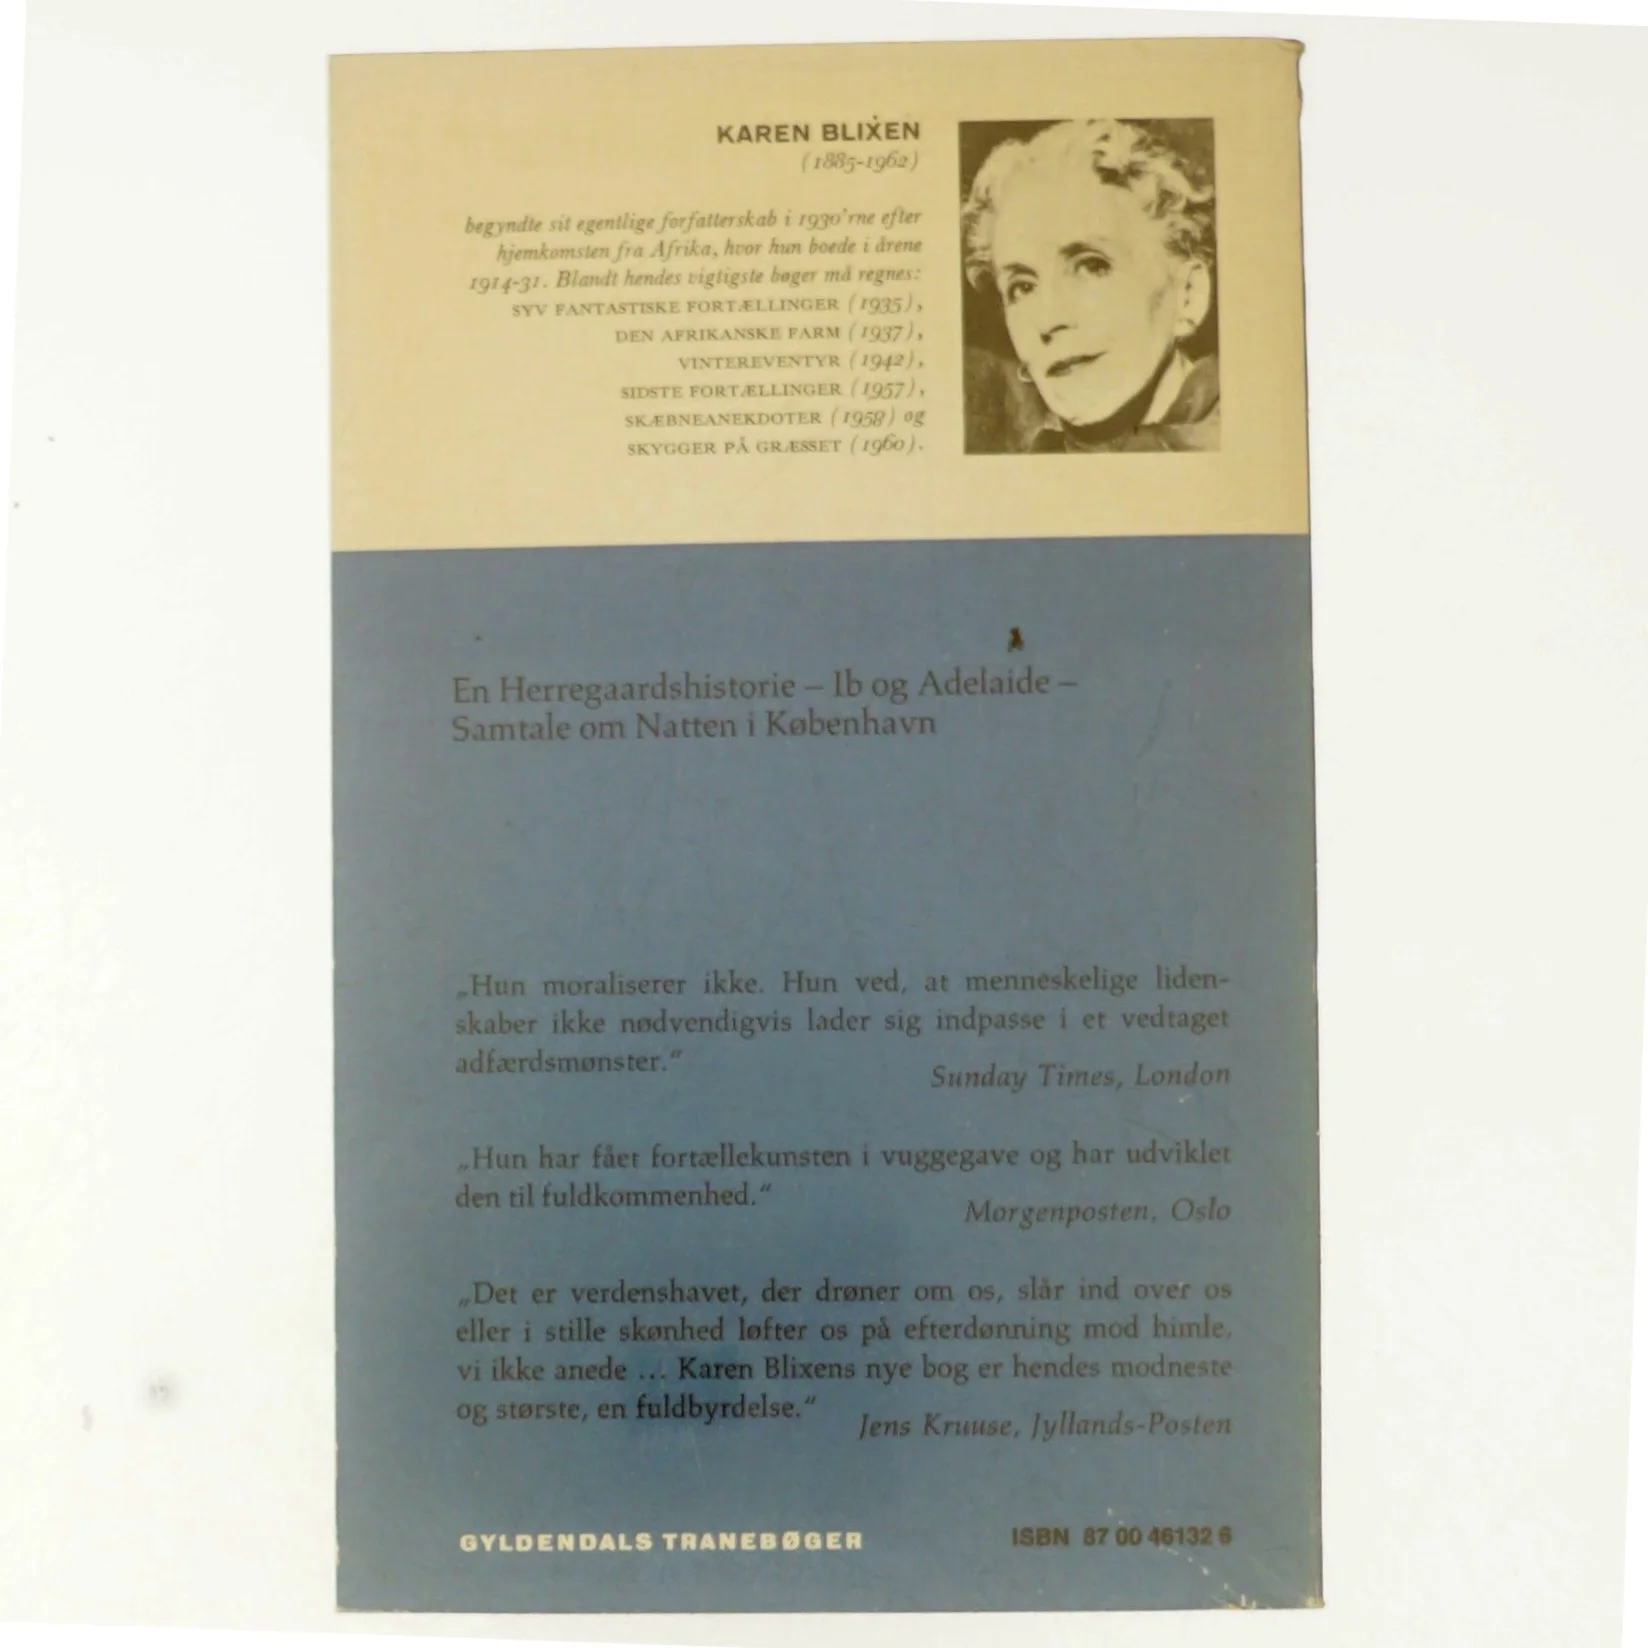 KAREN BLIXEN
(1885-1962)
begyndte sit egentlige forfatterskab i 1930'rne efter
hjemkomsten fra Afrika, hvor hun boede i årene
1914-31. Blandt hendes vigtigste bøger må regnes:
SYV FANTASTISKE FORTÆLLINGER (1935),
DEN AFRIKANSKE FARM (1937),
VINTEREVENTYR (1942),
SIDSTE FORTÆLLINGER (1957),
SKÆBNEANEKDOTER (1958) og
SKYGGER PÅ GRÆSSET (1960).
En Herregaardshistorie – Ib og Adelaide –
Samtale om Natten i København
„Hun moraliserer ikke. Hun ved, at menneskelige liden-
skaber ikke nødvendigvis lader sig indpasse i et vedtaget
adfærdsmønster.“
Sunday Times, London
„Hun har fået fortællekunsten i vuggegave og har udviklet
den til fuldkommenhed.“
Morgenposten, Oslo
„Det er verdenshavet, der drøner om os, slår ind over os
eller i stille skønhed løfter os på efterdønning mod himle,
vi ikke anede ... Karen Blixens nye bog er hendes modneste
og største, en fuldbyrdelse.“
Jens Kruuse, Jyllands-Posten
GYLDENDALS TRANEBØGER
ISBN 87 00 46132 6